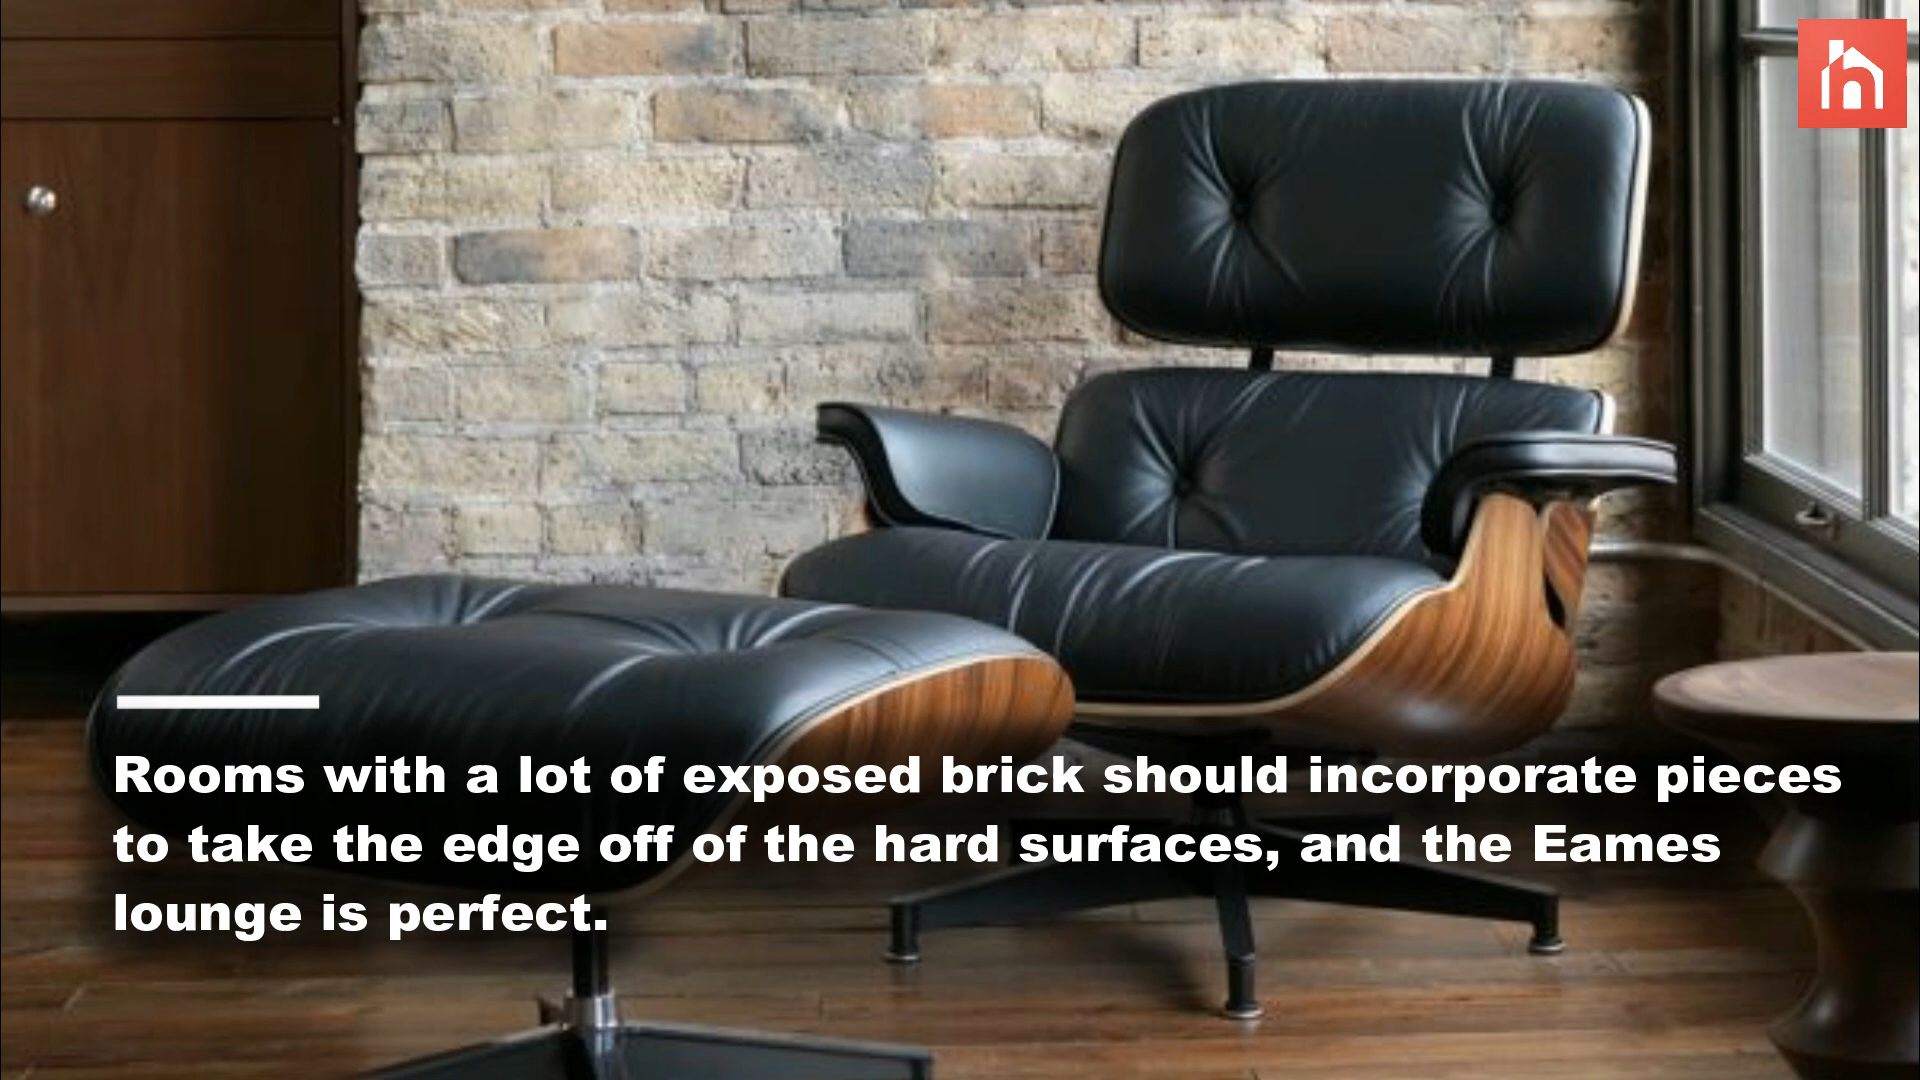 Rooms with a lot of exposed brick should incorporate pieces
to take the edge off of the hard surfaces, and the Eames
lounge is perfect.